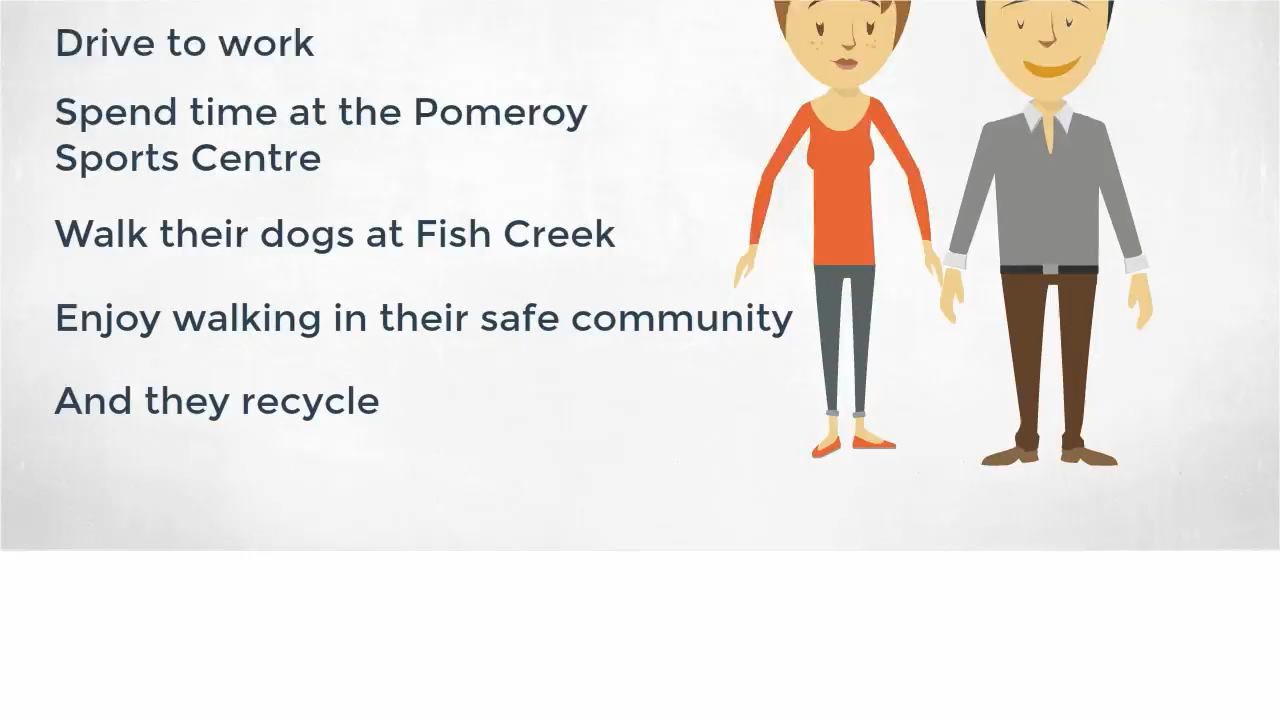 Drive to work
Spend time at the Pomeroy
Sports Centre
Walk their dogs at Fish Creek
Enjoy walking in their safe community
And they recycle